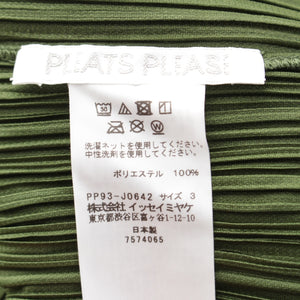 PLEATS PLEASE
洗濯ネットを使用してください。
中性洗剤を使用してください。
ポリエステル 100%
PP93-J0642 サイズ 3
株式会社 イッセイミヤケ
東京都渋谷区富ヶ谷1-12-10
日本製
7574065